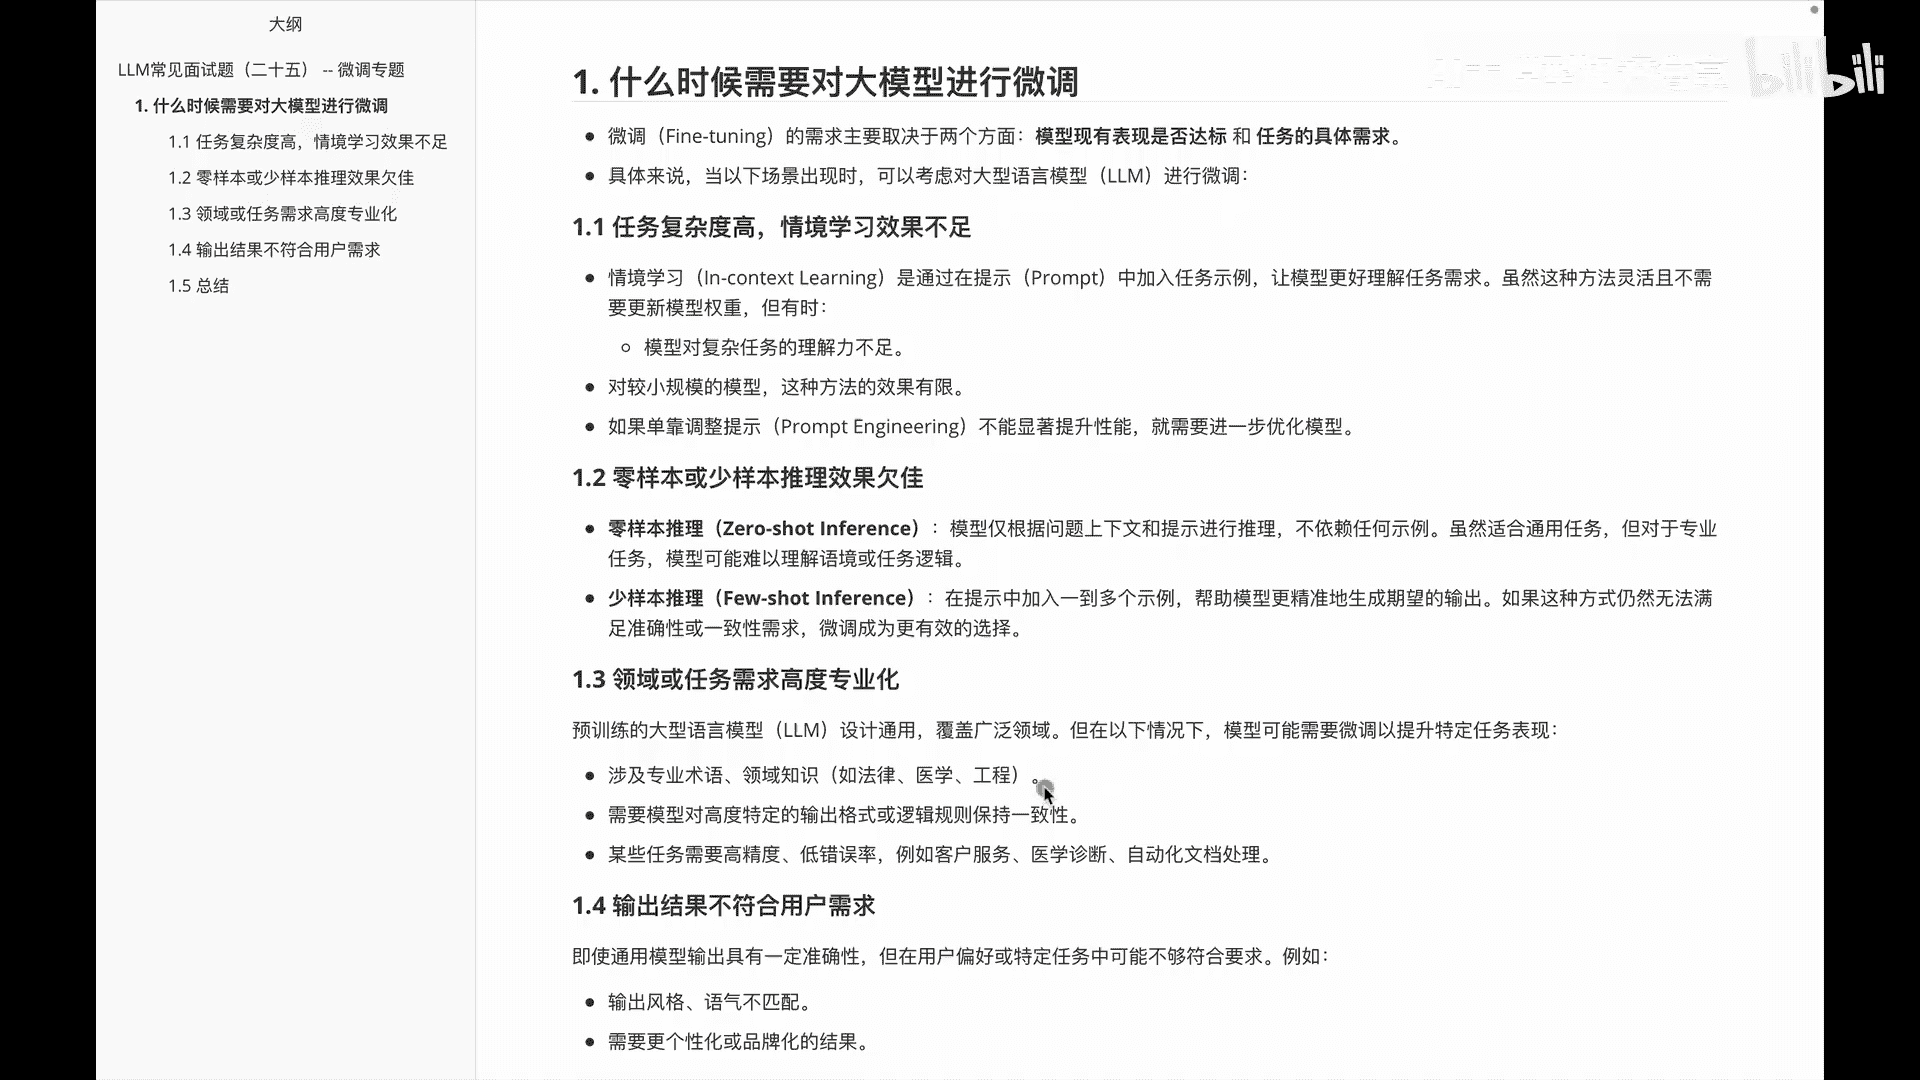 大纲
LLM常见面试题（二十五） -- 微调专题
1. 什么时候需要对大模型进行微调
1.1 任务复杂度高，情境学习效果不足
1.2 零样本或少样本推理效果欠佳
1.3 领域或任务需求高度专业化
1.4 输出结果不符合用户需求
1.5 总结
bilibili
1. 什么时候需要对大模型进行微调
微调（Fine-tuning）的需求主要取决于两个方面：模型现有表现是否达标 和 任务的具体需求。
具体来说，当以下场景出现时，可以考虑对大型语言模型（LLM）进行微调：
1.1 任务复杂度高，情境学习效果不足
情境学习（In-context Learning）是通过在提示（Prompt）中加入任务示例，让模型更好理解任务需求。虽然这种方法灵活且不需
要更新模型权重，但有时：
模型对复杂任务的理解力不足。
对较小规模的模型，这种方法的效果有限。
如果单靠调整提示（Prompt Engineering）不能显著提升性能，就需要进一步优化模型。
1.2 零样本或少样本推理效果欠佳
零样本推理（Zero-shot Inference）：模型仅根据问题上下文和提示进行推理，不依赖任何示例。虽然适合通用任务，但对于专业
任务，模型可能难以理解语境或任务逻辑。
少样本推理（Few-shot Inference）：在提示中加入一到多个示例，帮助模型更精准地生成期望的输出。如果这种方式仍然无法满
足准确性或一致性需求，微调成为更有效的选择。
1.3 领域或任务需求高度专业化
预训练的大型语言模型（LLM）设计通用，覆盖广泛领域。但在以下情况下，模型可能需要微调以提升特定任务表现：
涉及专业术语、领域知识（如法律、医学、工程）。
需要模型对高度特定的输出格式或逻辑规则保持一致性。
某些任务需要高精度、低错误率，例如客户服务、医学诊断、自动化文档处理。
1.4 输出结果不符合用户需求
即使通用模型输出具有一定准确性，但在用户偏好或特定任务中可能不够符合要求。例如：
输出风格、语气不匹配。
需要更个性化或品牌化的结果。